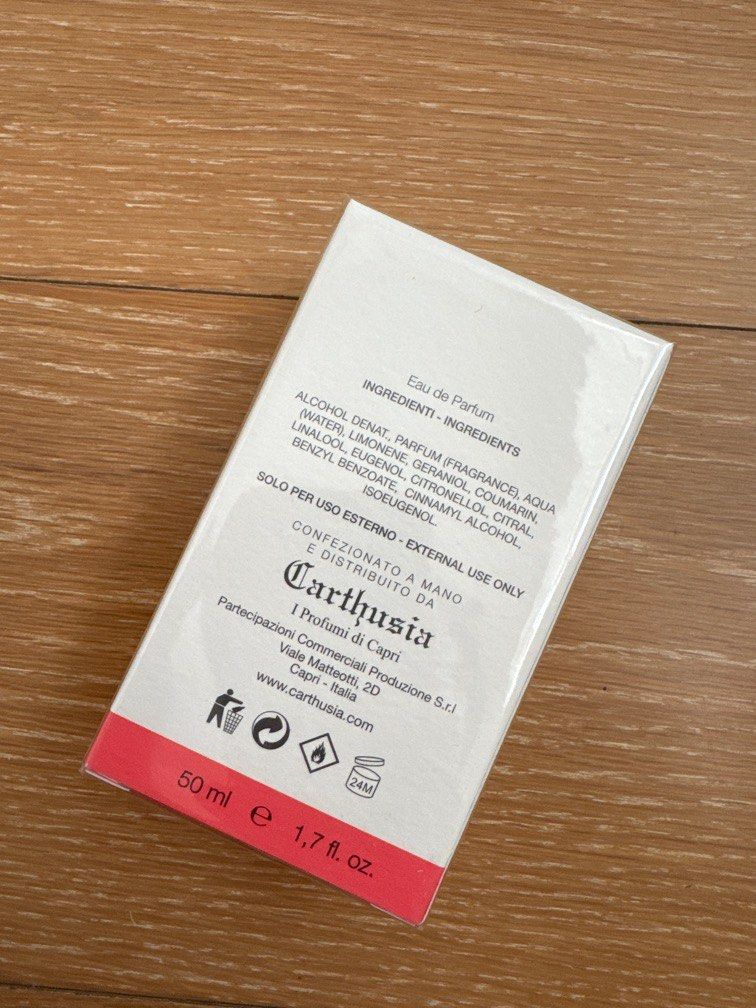 Eau de Parfum
INGREDIENTI - INGREDIENTS
ALCOHOL DENAT., PARFUM (FRAGRANCE), AQUA
(WATER), LIMONENE, GERANIOL, COUMARIN,
LINALOOL, EUGENOL, CITRONELLOL, CITRAL,
BENZYL BENZOATE, CINNAMYL ALCOHOL,
ISOEUGENOL.
SOLO PER USO ESTERNO - EXTERNAL USE ONLY
CONFEZIONATO A MANO
E DISTRIBUITO DA
Carthusia
I Profumi di Capri
Partecipazioni Commerciali Produzione S.r.l
Viale Matteotti, 2D
Capri - Italia
www.carthusia.com
24M
50 ml ℮ 1,7 fl. oz.